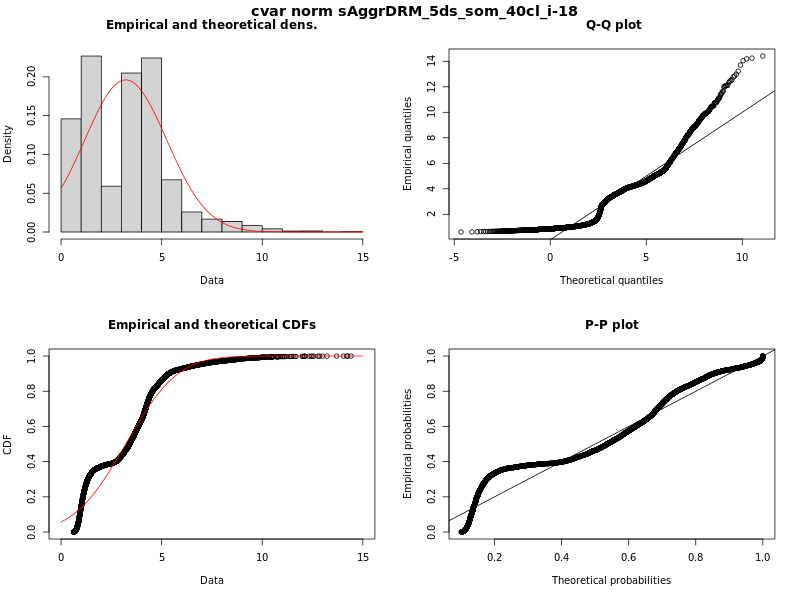 cvar norm sAggrDRM_5ds_som_40cl_i-18
Empirical and theoretical dens.
Density
0.00 0.05 0.10 0.15 0.20
0 5 10 15
Data
Q-Q plot
Empirical quantiles
2 4 6 8 10 12 14
-5 0 5 10
Theoretical quantiles
Empirical and theoretical CDFs
CDF
0.0 0.2 0.4 0.6 0.8 1.0
0 5 10 15
Data
P-P plot
Empirical probabilities
0.0 0.2 0.4 0.6 0.8 1.0
0.2 0.4 0.6 0.8 1.0
Theoretical probabilities